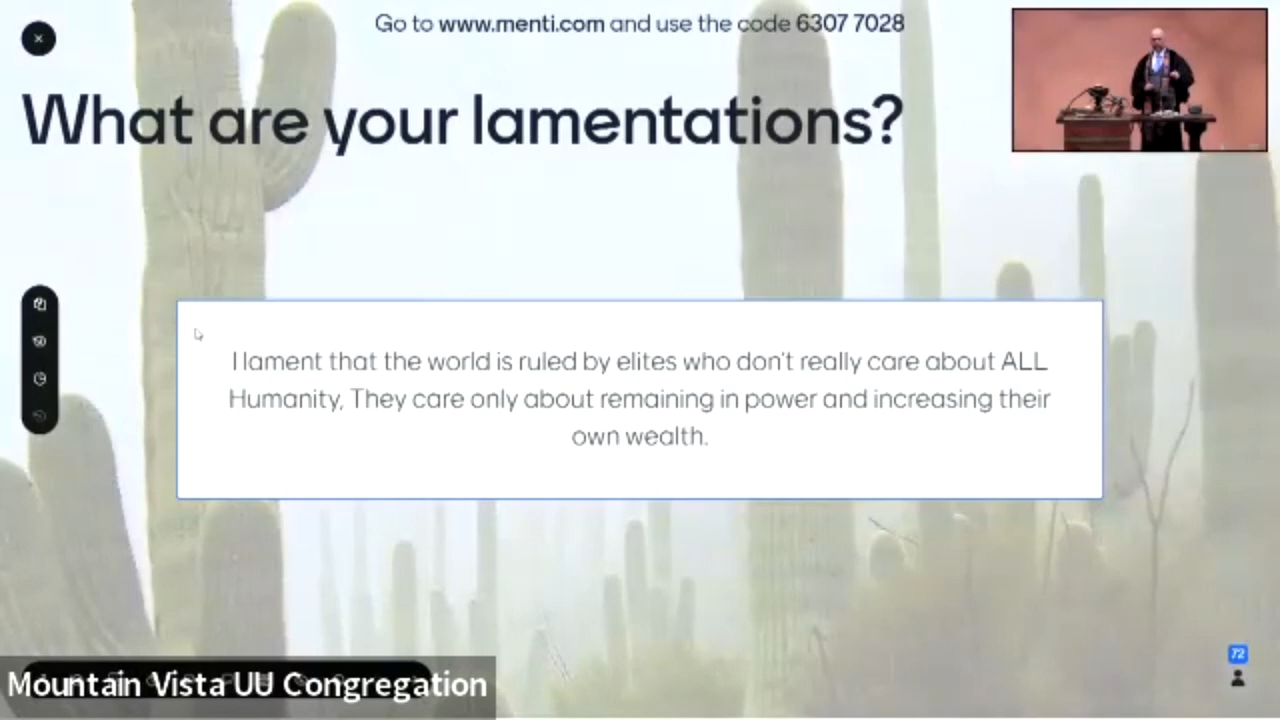 Go to www.menti.com and use the code 6307 7028
What are your lamentations?
I lament that the world is ruled by elites who don't really care about ALL
Humanity, They care only about remaining in power and increasing their
own wealth.
72
Mountain Vista UU Congregation